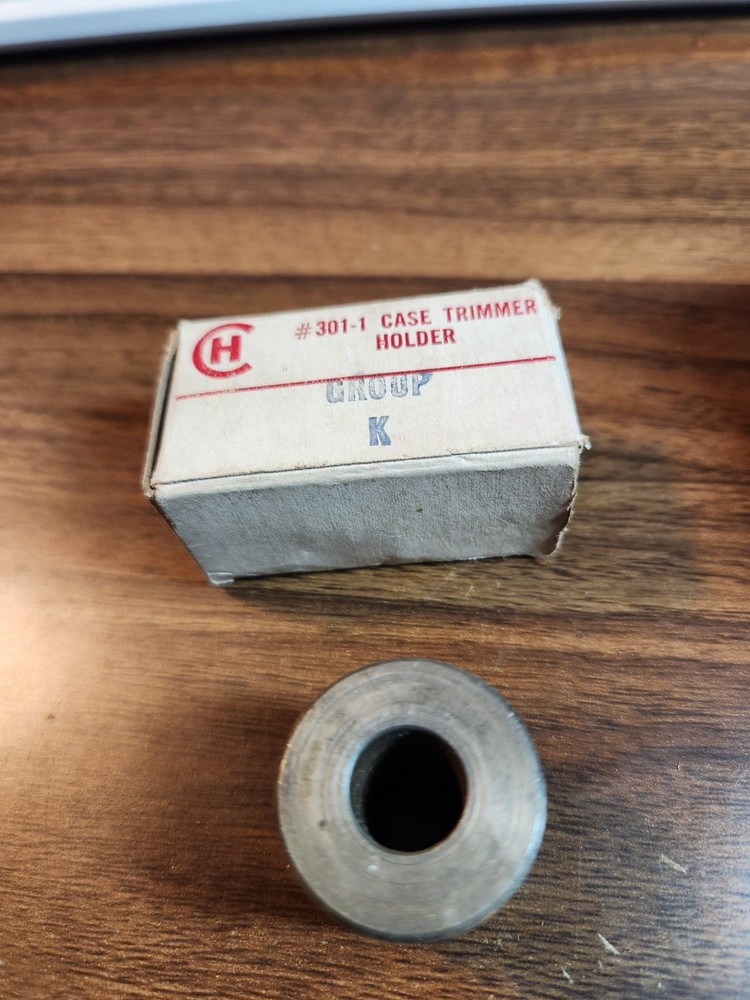 CH
#301-1 CASE TRIMMER
HOLDER
GROUP
K